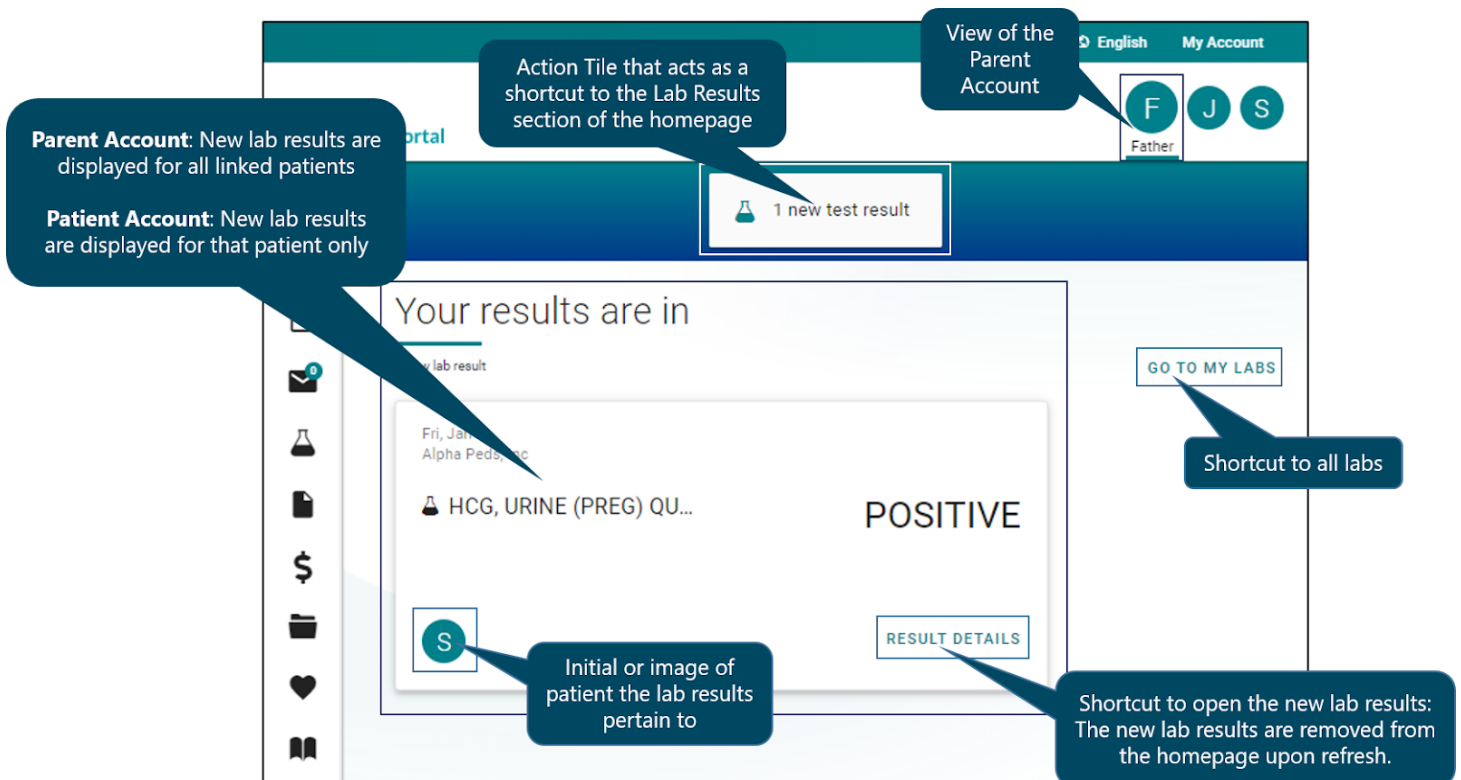 English My Account
View of the
Parent
Account
Action Tile that acts as a
shortcut to the Lab Results
section of the homepage
F
J
S
Father
Parent Account: New lab results are
displayed for all linked patients
Patient Account: New lab results
are displayed for that patient only
1 new test result
Your results are in
lab result
0
GO TO MY LABS
Shortcut to all labs
Fri,
Alpha Peds,
HCG, URINE (PREG) QU...
POSITIVE
S
RESULT DETAILS
Initial or image of
patient the lab results
pertain to
Shortcut to open the new lab results:
The new lab results are removed from
the homepage upon refresh.